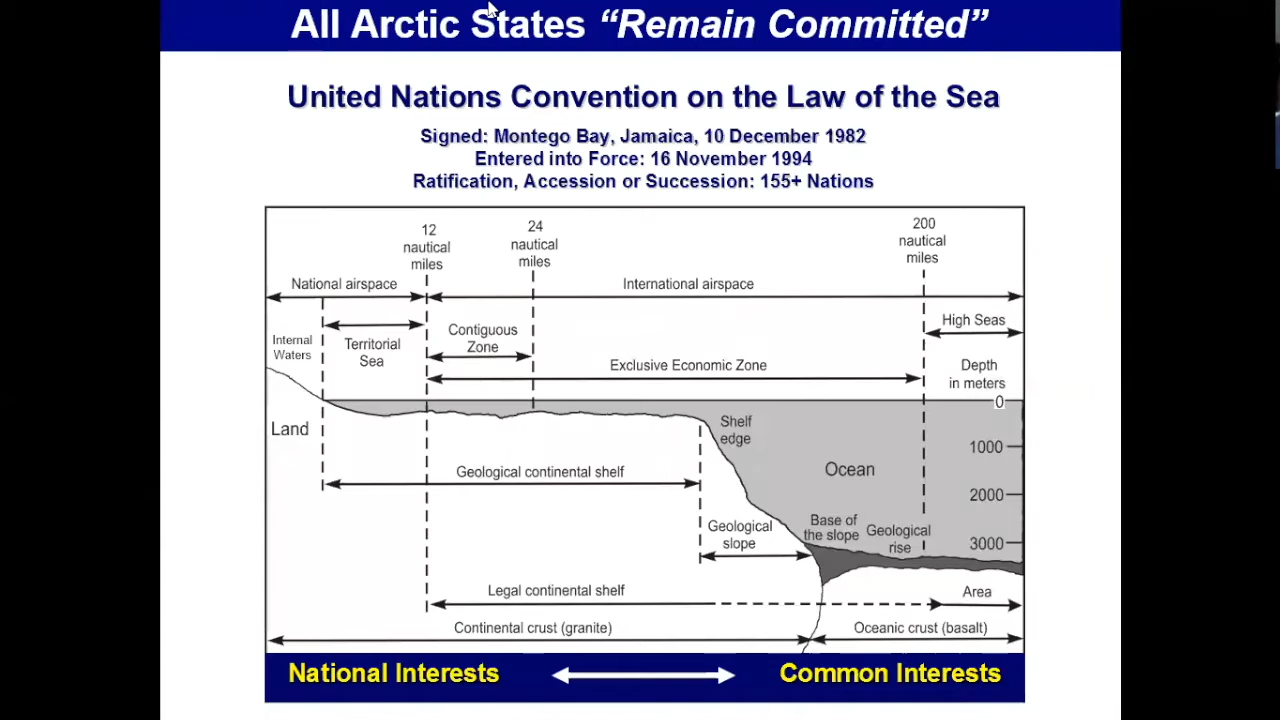 All Arctic States “Remain Committed”
United Nations Convention on the Law of the Sea
Signed: Montego Bay, Jamaica, 10 December 1982
Entered into Force: 16 November 1994
Ratification, Accession or Succession: 155+ Nations
12
nautical
miles
24
nautical
miles
200
nautical
miles
National airspace
International airspace
Internal
Waters
Territorial
Sea
Contiguous
Zone
High Seas
Exclusive Economic Zone
Depth
in meters
0
Land
Shelf
edge
1000
Geological continental shelf
Ocean
2000
Geological
slope
Base of
the slope
Geological
rise
3000
Legal continental shelf
Area
Continental crust (granite)
Oceanic crust (basalt)
National Interests
Common Interests